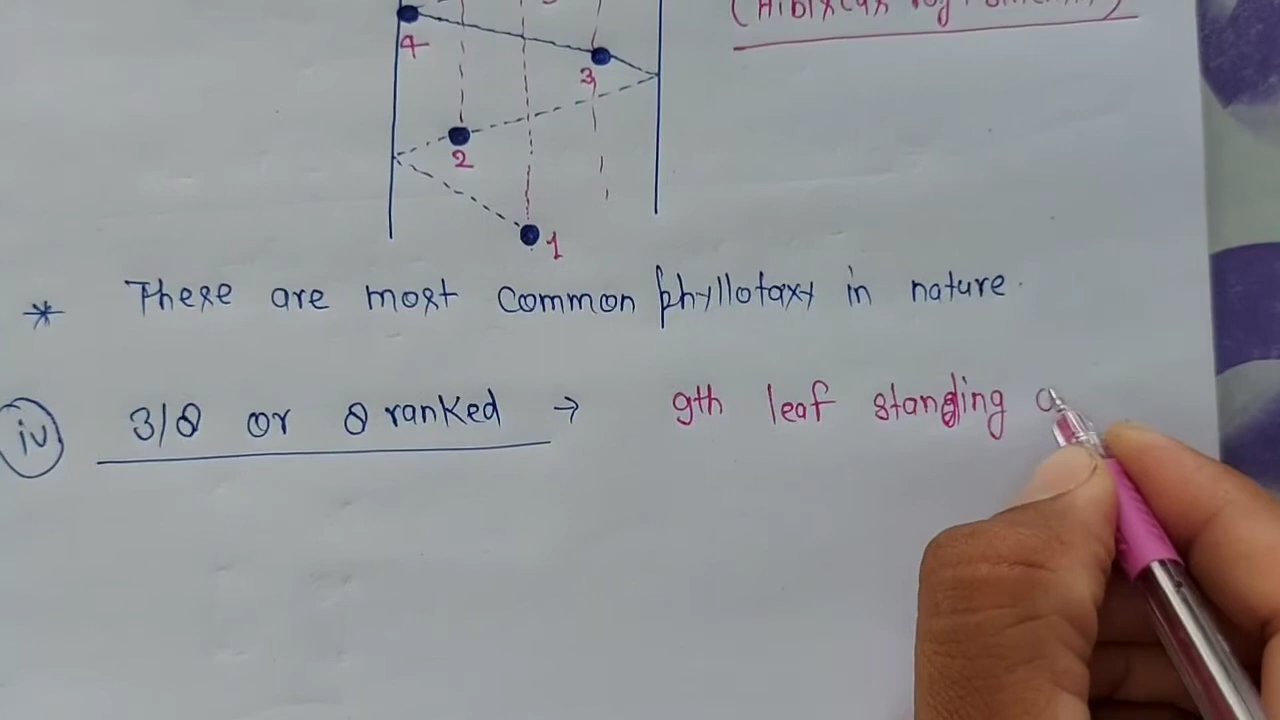 4
3
2
1
* These are most common phyllotaxy in nature.
iv 3/8 or 8 ranked → 9th leaf standing